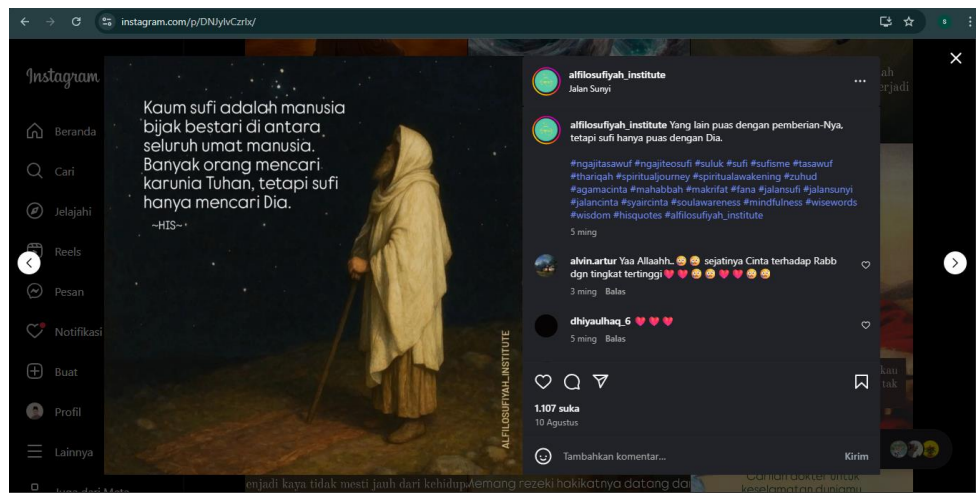 instagram.com/p/DNJylvCzrlx/
S
Instagram
Beranda
Cari
Jelajahi
Reels
Pesan
Notifikasi
Buat
Profil
Lainnya
Kaum sufi adalah manusia
bijak bestari di antara
seluruh umat manusia.
Banyak orang mencari
karunia Tuhan, tetapi sufi
hanya mencari Dia.
~HIS~
ALFILOSUFIYAH_INSTITUTE
alfilosufiyah_institute
Jalan Sunyi
alfilosufiyah_institute Yang lain puas dengan pemberian-Nya,
tetapi sufi hanya puas dengan Dia.
#ngajitasawuf #ngajiteosufi #suluk #sufi #sufisme #tasawuf
#thariqah #spiritualjourney #spiritualawakening #zuhud
#agamacinta #mahabbah #makrifat #fana #jalansufi #jalansunyi
#jalancinta #syaircinta #soulawareness #mindfulness #wisewords
#wisdom #hisquotes #alfilosufiyah_institute
5 ming
alvin.artur Yaa Allaahh.. sejatinya Cinta terhadap Rabb
dgn tingkat tertinggi
3 ming Balas
dhiyaulhaq_6
5 ming Balas
1.107 suka
10 Agustus
Tambahkan komentar...
Kirim
enjadi kaya tidak mesti jauh dari kehidup
Memang rezeki hakikatnya datang dar
keselamatan duniamu